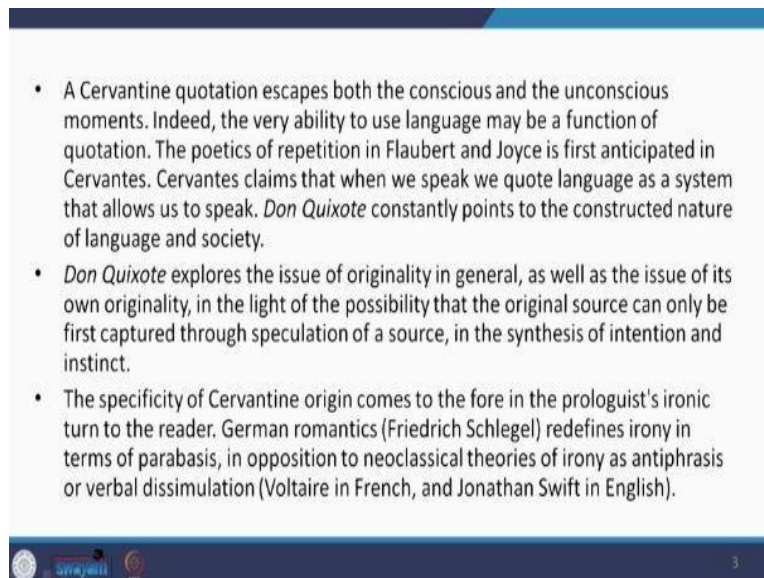 • A Cervantine quotation escapes both the conscious and the unconscious
moments. Indeed, the very ability to use language may be a function of
quotation. The poetics of repetition in Flaubert and Joyce is first anticipated in
Cervantes. Cervantes claims that when we speak we quote language as a system
that allows us to speak. Don Quixote constantly points to the constructed nature
of language and society.
• Don Quixote explores the issue of originality in general, as well as the issue of its
own originality, in the light of the possibility that the original source can only be
first captured through speculation of a source, in the synthesis of intention and
instinct.
• The specificity of Cervantine origin comes to the fore in the prologuist's ironic
turn to the reader. German romantics (Friedrich Schlegel) redefines irony in
terms of parabasis, in opposition to neoclassical theories of irony as antiphrasis
or verbal dissimulation (Voltaire in French, and Jonathan Swift in English).
swayam
3